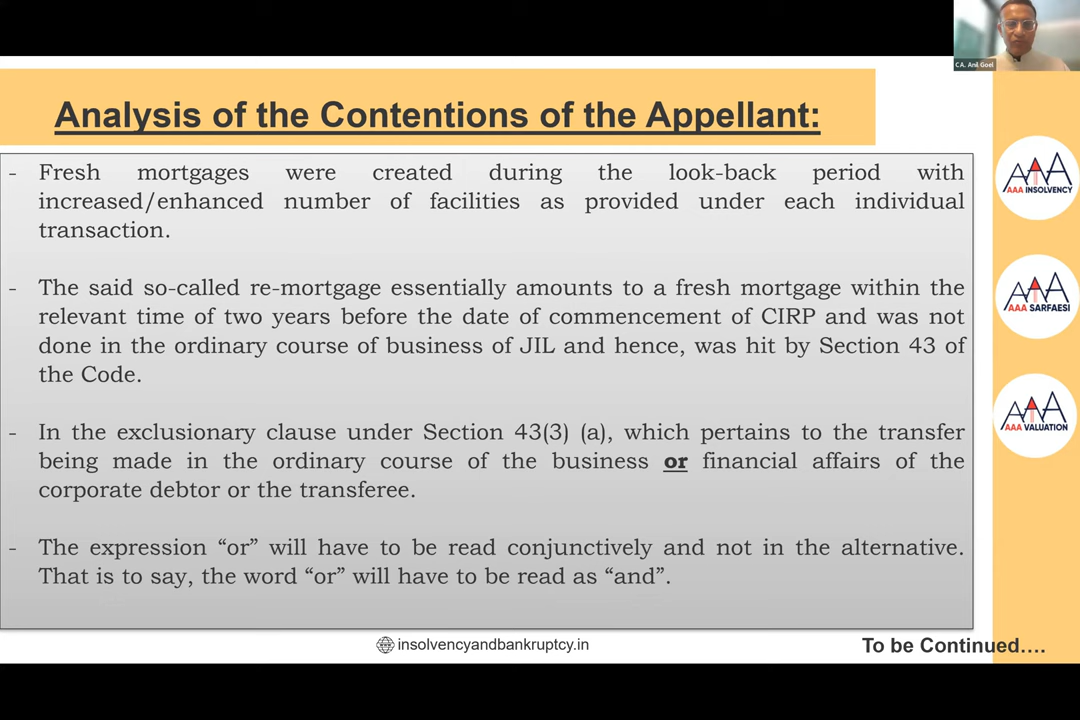 C.A. Anil Goel
Analysis of the Contentions of the Appellant:
- Fresh mortgages were created during the look-back period with
increased/enhanced number of facilities as provided under each individual
transaction.
- The said so-called re-mortgage essentially amounts to a fresh mortgage within the
relevant time of two years before the date of commencement of CIRP and was not
done in the ordinary course of business of JIL and hence, was hit by Section 43 of
the Code.
- In the exclusionary clause under Section 43(3) (a), which pertains to the transfer
being made in the ordinary course of the business or financial affairs of the
corporate debtor or the transferee.
- The expression “or” will have to be read conjunctively and not in the alternative.
That is to say, the word “or” will have to be read as “and”.
AAA INSOLVENCY
AAA SARFAESI
AAA VALUATION
insolvencyandbankruptcy.in
To be Continued….